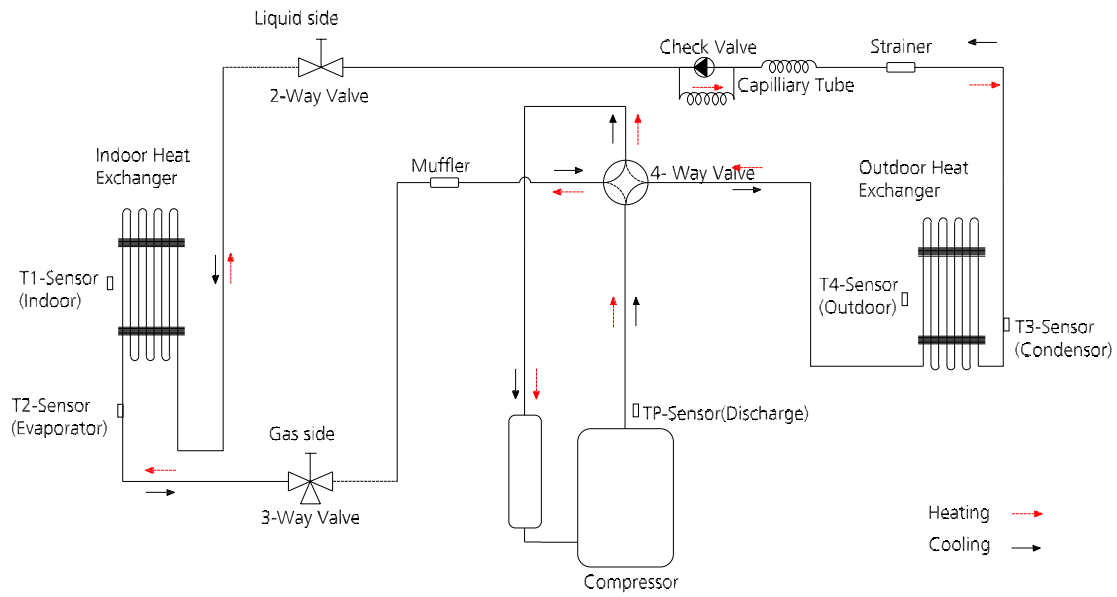 Liquid side
2-Way Valve
Check Valve
Capilliary Tube
Strainer
Indoor Heat
Exchanger
Muffler
4- Way Valve
Outdoor Heat
Exchanger
T1-Sensor
(Indoor)
T4-Sensor
(Outdoor)
T3-Sensor
(Condensor)
T2-Sensor
(Evaporator)
TP-Sensor(Discharge)
Gas side
3-Way Valve
Compressor
Heating
Cooling